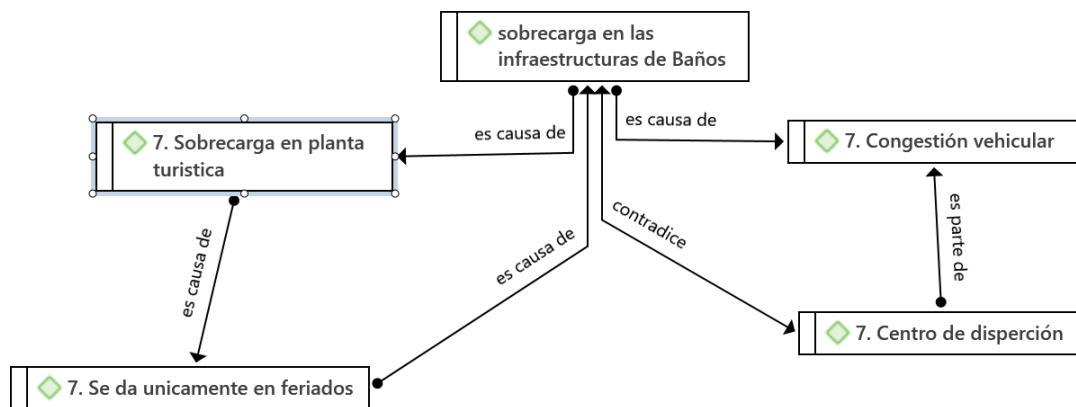 sobrecarga en las
infraestructuras de Baños
es causa de
es causa de
7. Sobrecarga en planta
turistica
7. Congestión vehicular
contradice
es causa de
es causa de
es parte de
7. Centro de disperción
7. Se da unicamente en feriados